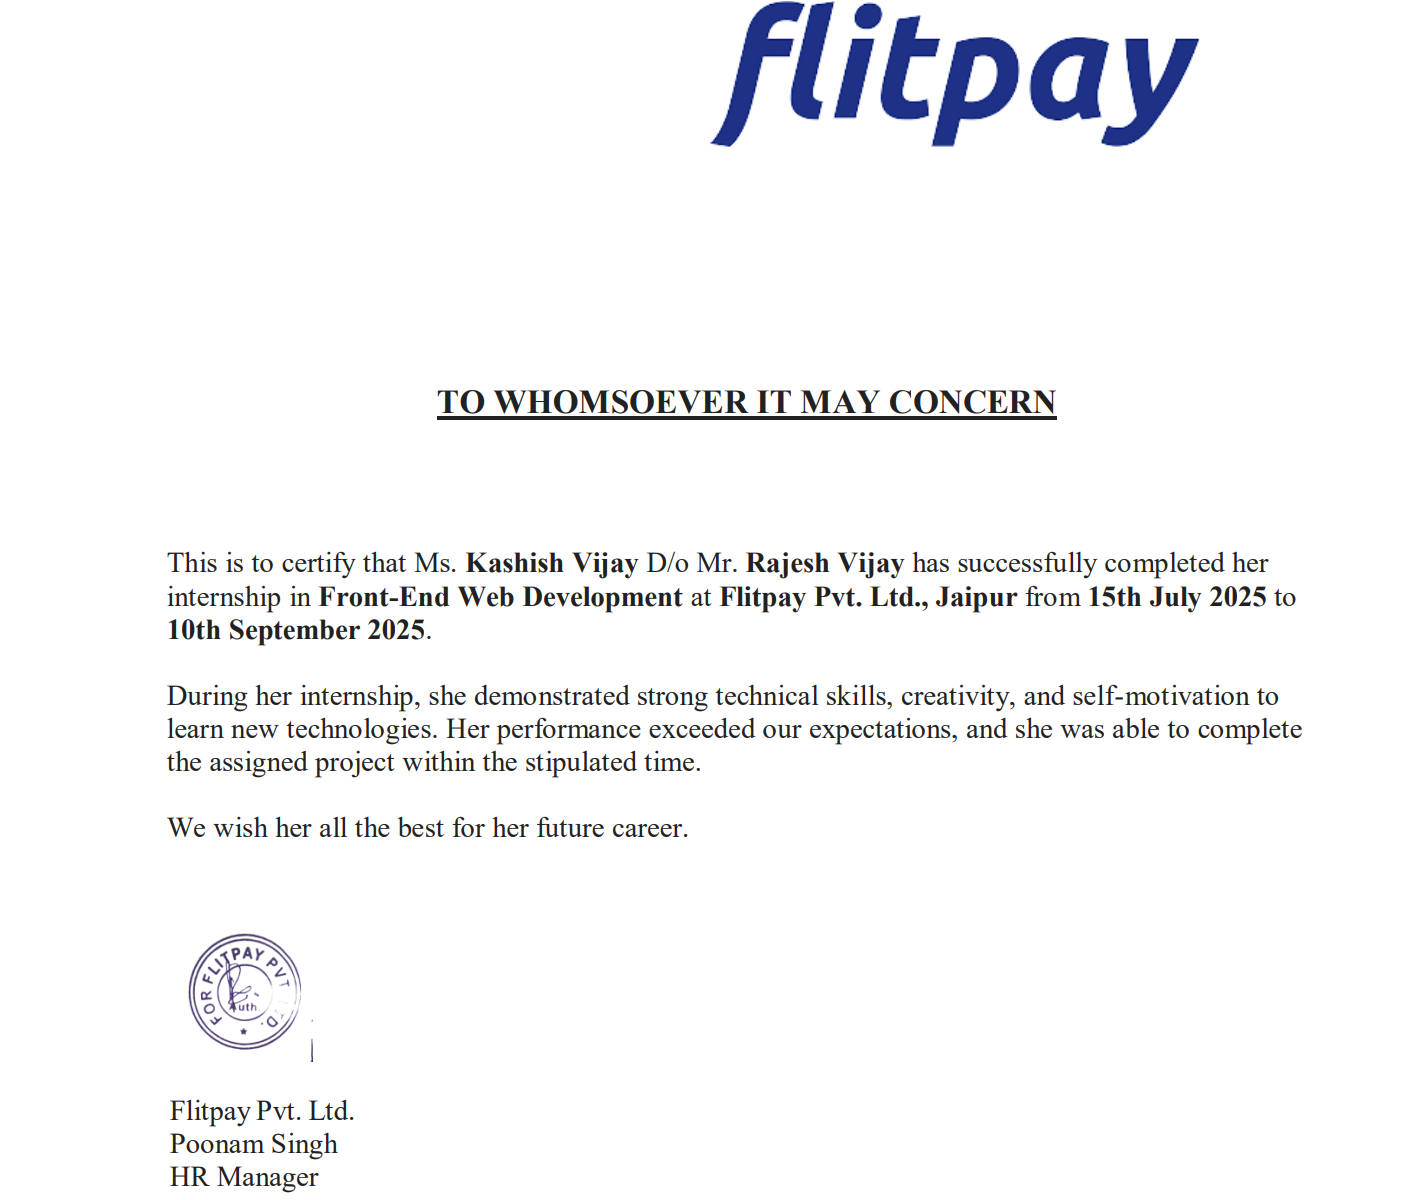 flitpay
TO WHOMSOEVER IT MAY CONCERN
This is to certify that Ms. Kashish Vijay D/o Mr. Rajesh Vijay has successfully completed her
internship in Front-End Web Development at Flitpay Pvt. Ltd., Jaipur from 15th July 2025 to
10th September 2025.
During her internship, she demonstrated strong technical skills, creativity, and self-motivation to
learn new technologies. Her performance exceeded our expectations, and she was able to complete
the assigned project within the stipulated time.
We wish her all the best for her future career.
FOR FLITPAY PVT
Auth.
Flitpay Pvt. Ltd.
Poonam Singh
HR Manager